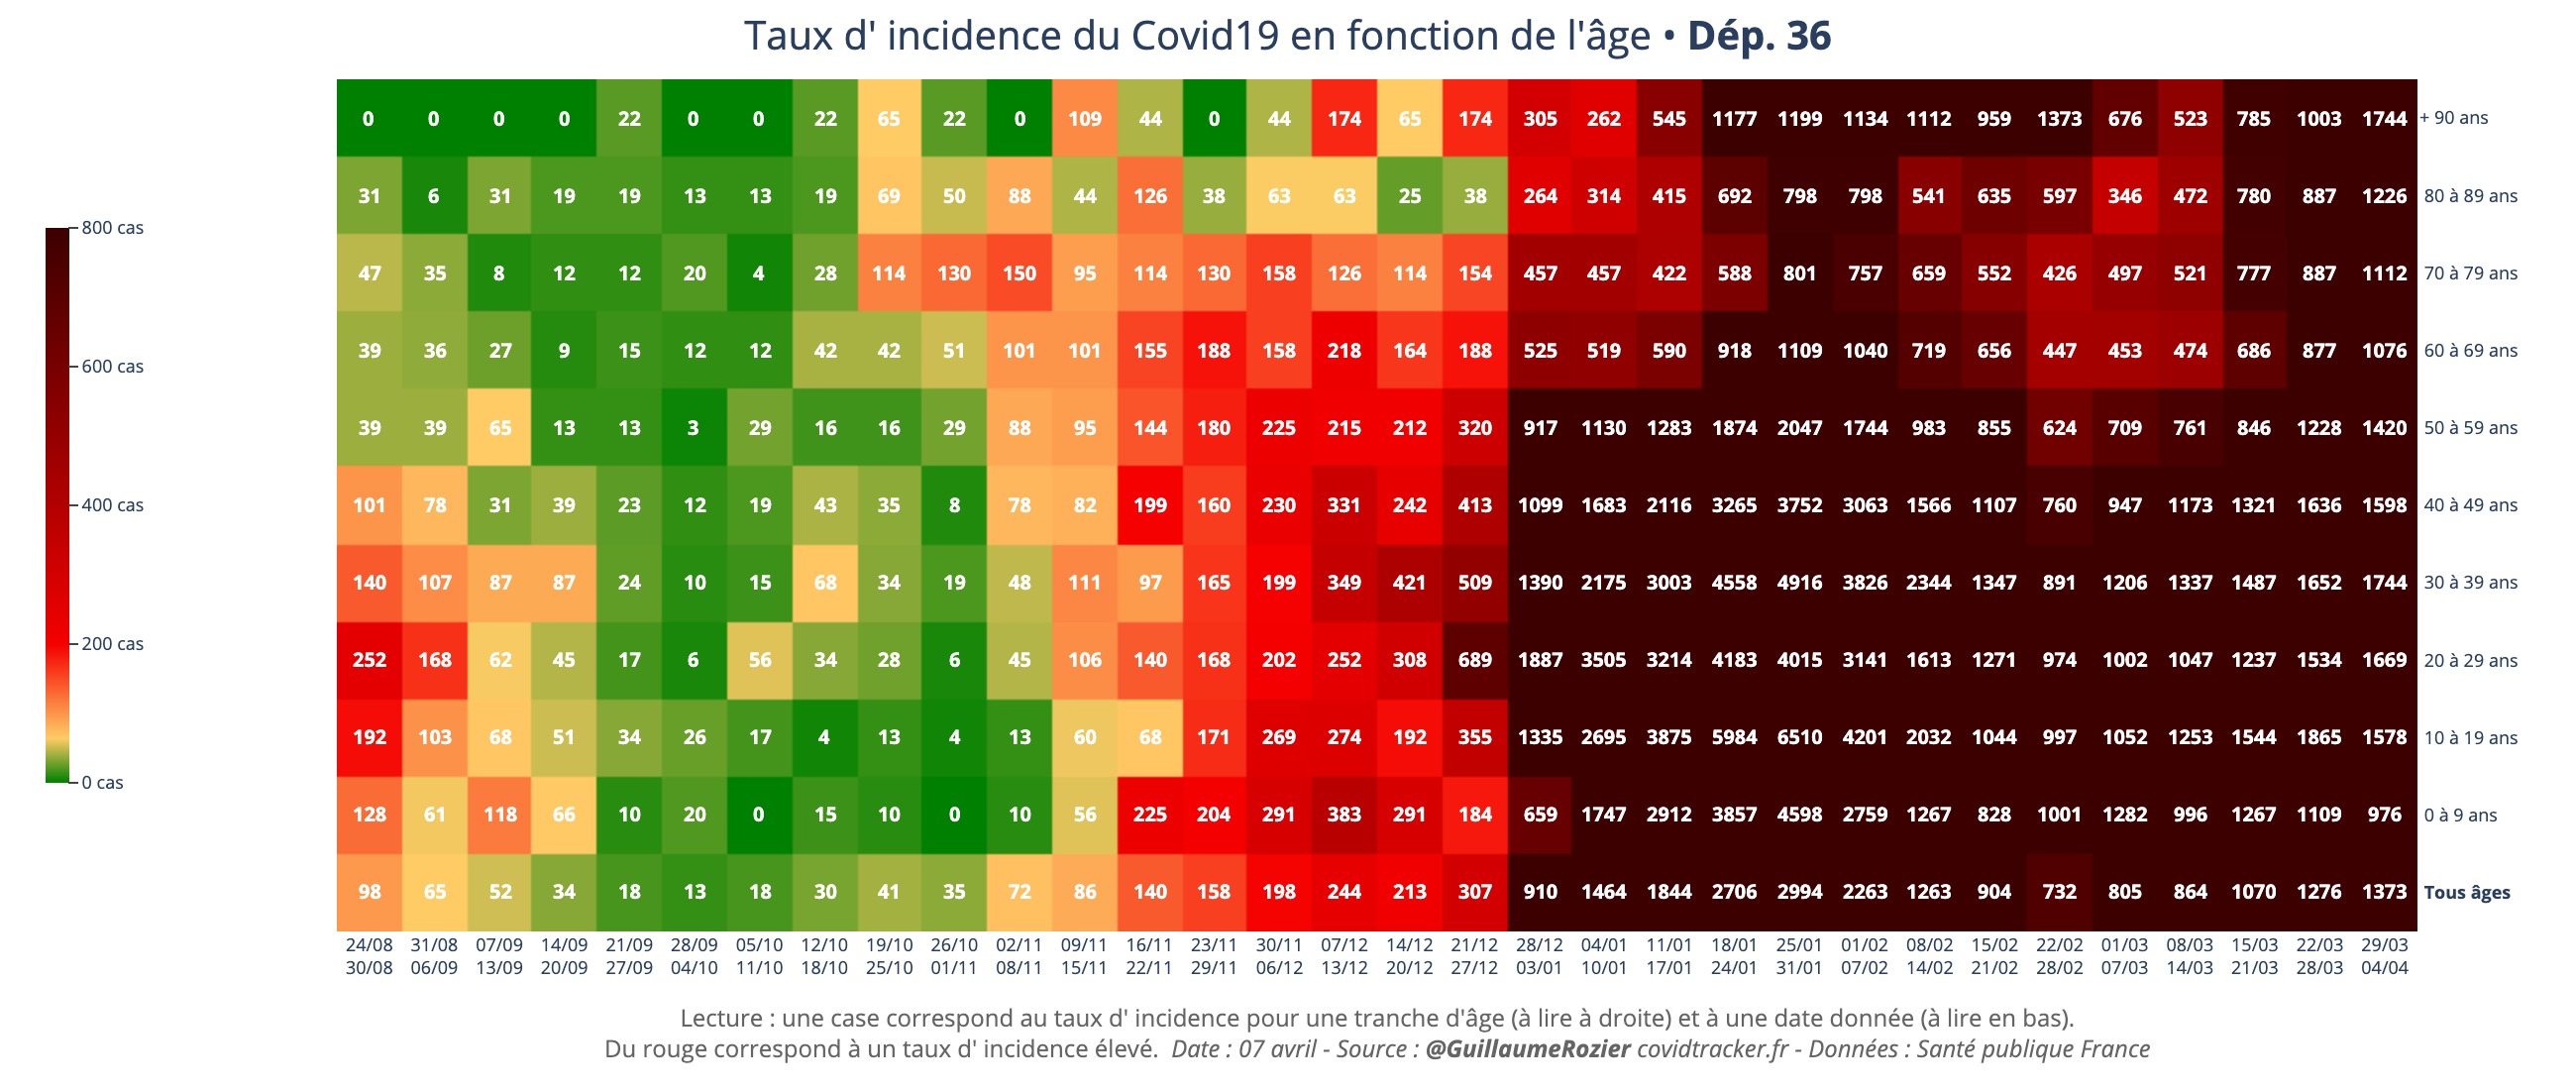 Taux d' incidence du Covid19 en fonction de l'âge • Dép. 36
0 0 0 0 22 0 0 22 65 22 0 109 44 0 44 174 65 174 305 262 545 1177 1199 1134 1112 959 1373 676 523 785 1003 1744 + 90 ans
31 6 31 19 19 13 13 19 69 50 88 44 126 38 63 63 25 38 264 314 415 692 798 798 541 635 597 346 472 780 887 1226 80 à 89 ans
800 cas
47 35 8 12 12 20 4 28 114 130 150 95 114 130 158 126 114 154 457 457 422 588 801 757 659 552 426 497 521 777 887 1112 70 à 79 ans
39 36 27 9 15 12 12 42 42 51 101 101 155 188 158 218 164 188 525 519 590 918 1109 1040 719 656 447 453 474 686 877 1076 60 à 69 ans
600 cas
39 39 65 13 13 3 29 16 16 29 88 95 144 180 225 215 212 320 917 1130 1283 1874 2047 1744 983 855 624 709 761 846 1228 1420 50 à 59 ans
400 cas
101 78 31 39 23 12 19 43 35 8 78 82 199 160 230 331 242 413 1099 1683 2116 3265 3752 3063 1566 1107 760 947 1173 1321 1636 1598 40 à 49 ans
140 107 87 87 24 10 15 68 34 19 48 111 97 165 199 349 421 509 1390 2175 3003 4558 4916 3826 2344 1347 891 1206 1337 1487 1652 1744 30 à 39 ans
200 cas
252 168 62 45 17 6 56 34 28 6 45 106 140 168 202 252 308 689 1887 3505 3214 4183 4015 3141 1613 1271 974 1002 1047 1237 1534 1669 20 à 29 ans
192 103 68 51 34 26 17 4 13 4 13 60 68 171 269 274 192 355 1335 2695 3875 5984 6510 4201 2032 1044 997 1052 1253 1544 1865 1578 10 à 19 ans
0 cas
128 61 118 66 10 20 0 15 10 0 10 56 225 204 291 383 291 184 659 1747 2912 3857 4598 2759 1267 828 1001 1282 996 1267 1109 976 0 à 9 ans
98 65 52 34 18 13 18 30 41 35 72 86 140 158 198 244 213 307 910 1464 1844 2706 2994 2263 1263 904 732 805 864 1070 1276 1373 Tous âges
24/08 31/08 07/09 14/09 21/09 28/09 05/10 12/10 19/10 26/10 02/11 09/11 16/11 23/11 30/11 07/12 14/12 21/12 28/12 04/01 11/01 18/01 25/01 01/02 08/02 15/02 22/02 01/03 08/03 15/03 22/03 29/03
30/08 06/09 13/09 20/09 27/09 04/10 11/10 18/10 25/10 01/11 08/11 15/11 22/11 29/11 06/12 13/12 20/12 27/12 03/01 10/01 17/01 24/01 31/01 07/02 14/02 21/02 28/02 07/03 14/03 21/03 28/03 04/04
Lecture : une case correspond au taux d' incidence pour une tranche d'âge (à lire à droite) et à une date donnée (à lire en bas).
Du rouge correspond à un taux d' incidence élevé. Date : 07 avril - Source : @GuillaumeRozier covidtracker.fr - Données : Santé publique France